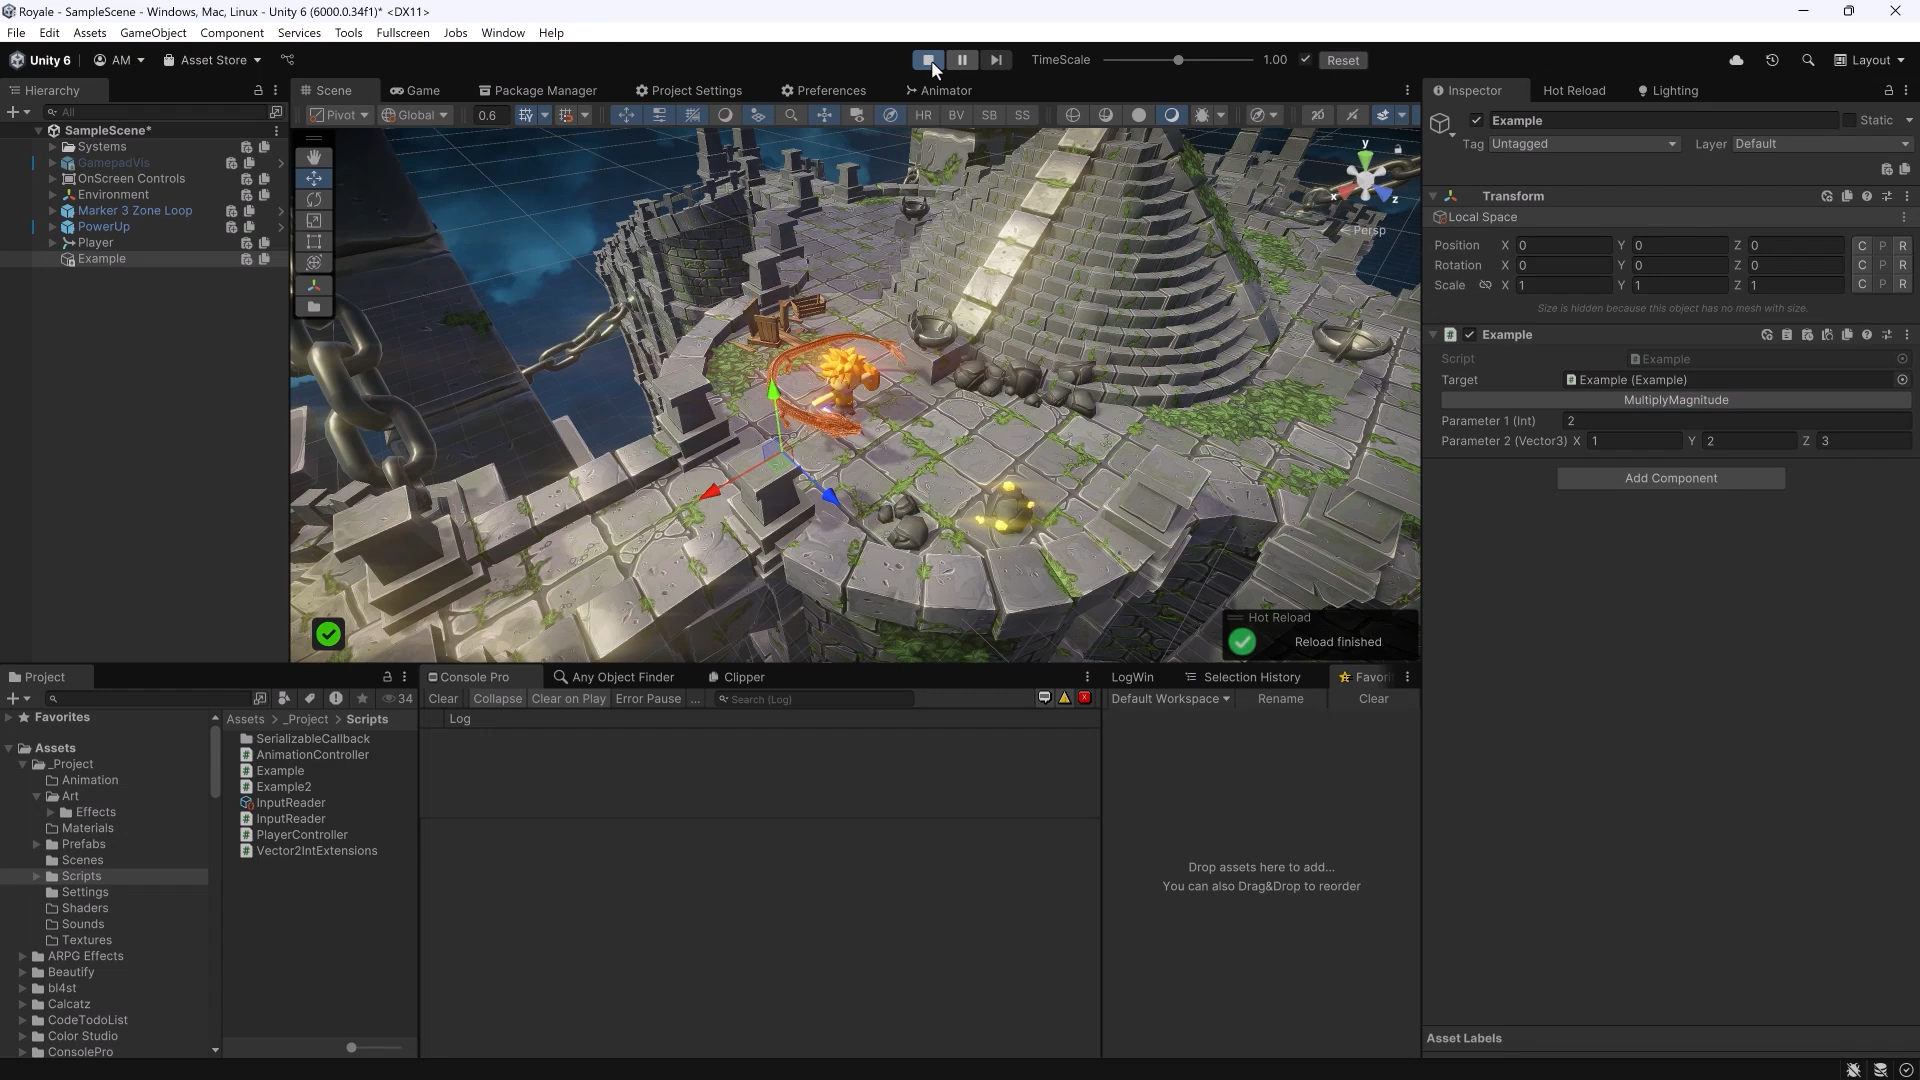 Royale - SampleScene - Windows, Mac, Linux - Unity 6 (6000.0.34f1)* <DX11>
File Edit Assets GameObject Component Services Tools Fullscreen Jobs Window Help
Unity 6 AM Asset Store TimeScale 1.00 Reset Layout
Hierarchy Scene Game Package Manager Project Settings Preferences Animator Inspector Hot Reload Lighting
All Pivot Global 0.6 HR BV SB SS 2D
SampleScene*
Systems
GamepadVis
OnScreen Controls
Environment
Marker 3 Zone Loop
PowerUp
Player
Example
y
x
z
Persp
Hot Reload
Reload finished
Example Static
Tag Untagged Layer Default
Transform
Local Space
Position X 0 Y 0 Z 0 C P R
Rotation X 0 Y 0 Z 0 C P R
Scale X 1 Y 1 Z 1 C P R
Size is hidden because this object has no mesh with size.
Example
Script Example
Target Example (Example)
MultiplyMagnitude
Parameter 1 (Int) 2
Parameter 2 (Vector3) X 1 Y 2 Z 3
Add Component
Asset Labels
Project
34
Favorites
Assets
_Project
Animation
Art
Effects
Materials
Prefabs
Scenes
Scripts
Settings
Shaders
Sounds
Textures
ARPG Effects
Beautify
bl4st
Calcatz
CodeTodoList
Color Studio
ConsolePro
Assets > _Project > Scripts
SerializableCallback
AnimationController
Example
Example2
InputReader
InputReader
PlayerController
Vector2IntExtensions
Console Pro Any Object Finder Clipper
Clear Collapse Clear on Play Error Pause ... Search (Log)
Log
LogWin Selection History Favor
Default Workspace Rename Clear
Drop assets here to add...
You can also Drag&Drop to reorder